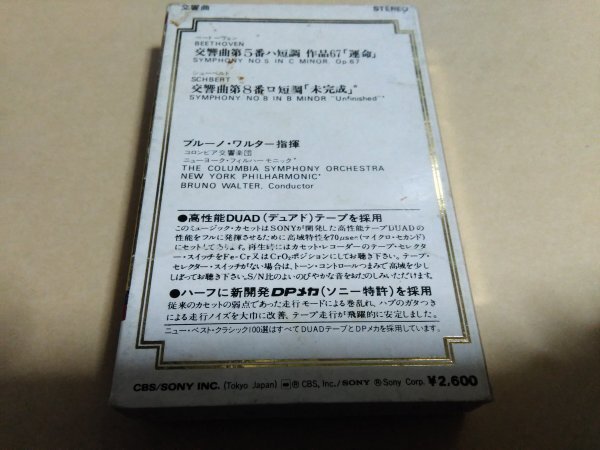 交響曲 STEREO
ベートーヴェン
BEETHOVEN
交響曲第5番ハ短調 作品67「運命」
SYMPHONY NO.5 IN C MINOR, Op.67
シューベルト
SCHBERT
交響曲第8番ロ短調「未完成」*
SYMPHONY NO.8 IN B MINOR "Unfinished"*
ブルーノ・ワルター指揮
コロンビア交響楽団
ニューヨーク・フィルハーモニック*
THE COLUMBIA SYMPHONY ORCHESTRA
NEW YORK PHILHARMONIC*
BRUNO WALTER, Conductor
●高性能DUAD(デュアド)テープを採用
このミュージック・カセットはSONYが開発した高性能テープDUADの
性能をフルに発揮させるために高域特性を70μsec(マイクロ・セカンド)
にセットしてあります。再生時にはカセット・レコーダーのテープ・セレクタ
ー・スイッチをFe-Cr又はCrO₂ポジションにしてお聴き下さい。テープ・
セレクター・スイッチがない場合は、トーン・コントロールつまみで高域を少し
しぼってお聴き下さい。S/N比のよいのびやかな音をおたのしみいただけます。
●ハーフに新開発DPメカ(ソニー特許)を採用
従来のカセットの弱点であった走行モードによる巻乱れ、ハブのガタつき
による走行ノイズを大巾に改善、テープ走行が飛躍的に安定しました。
ニュー・ベスト・クラシック100選はすべてDUADテープとDPメカを採用しています。
CBS/SONY INC. (Tokyo Japan) ® CBS, Inc./SONY ® Sony Corp. ¥2,600